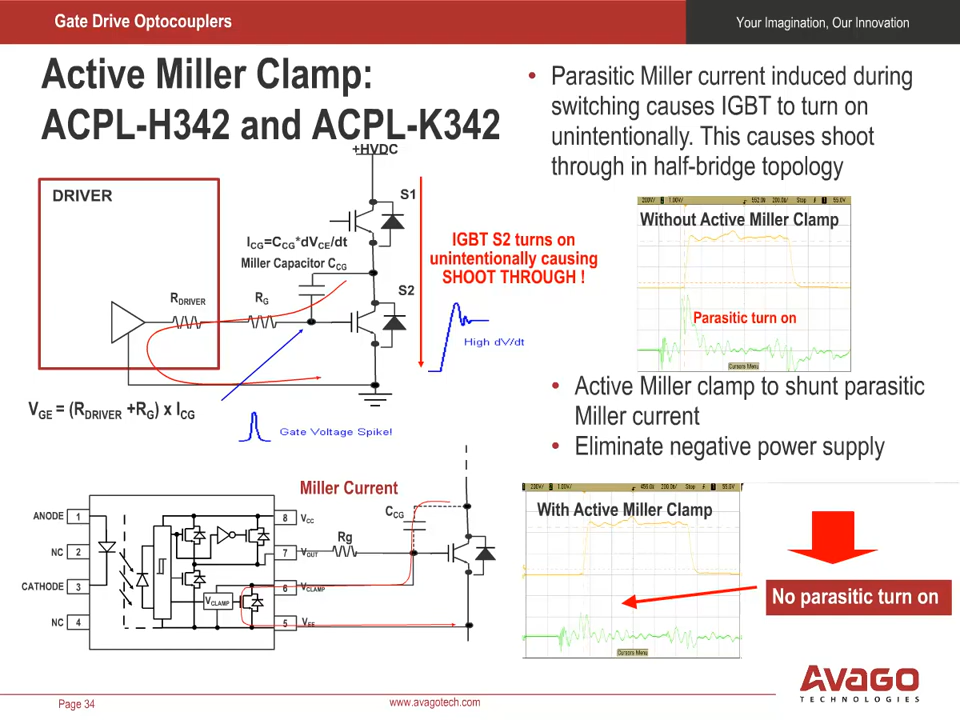 Gate Drive Optocouplers
Your Imagination, Our Innovation
Active Miller Clamp:
ACPL-H342 and ACPL-K342
• Parasitic Miller current induced during
switching causes IGBT to turn on
unintentionally. This causes shoot
through in half-bridge topology
+HVDC
DRIVER
S1
ICG=CCG*dVCE/dt
Miller Capacitor CCG
IGBT S2 turns on
unintentionally causing
SHOOT THROUGH !
S2
RDRIVER
RG
High dV/dt
VGE = (RDRIVER +RG) x ICG
Gate Voltage Spike!
Without Active Miller Clamp
Parasitic turn on
Cursors Menu
• Active Miller clamp to shunt parasitic
Miller current
• Eliminate negative power supply
Miller Current
CCG
Rg
ANODE 1
NC 2
CATHODE 3
NC 4
8 VCC
7 VOUT
6 VCLAMP
5 VEE
VCLAMP
With Active Miller Clamp
Cursors Menu
No parasitic turn on
AVAGO
TECHNOLOGIES
Page 34
www.avagotech.com